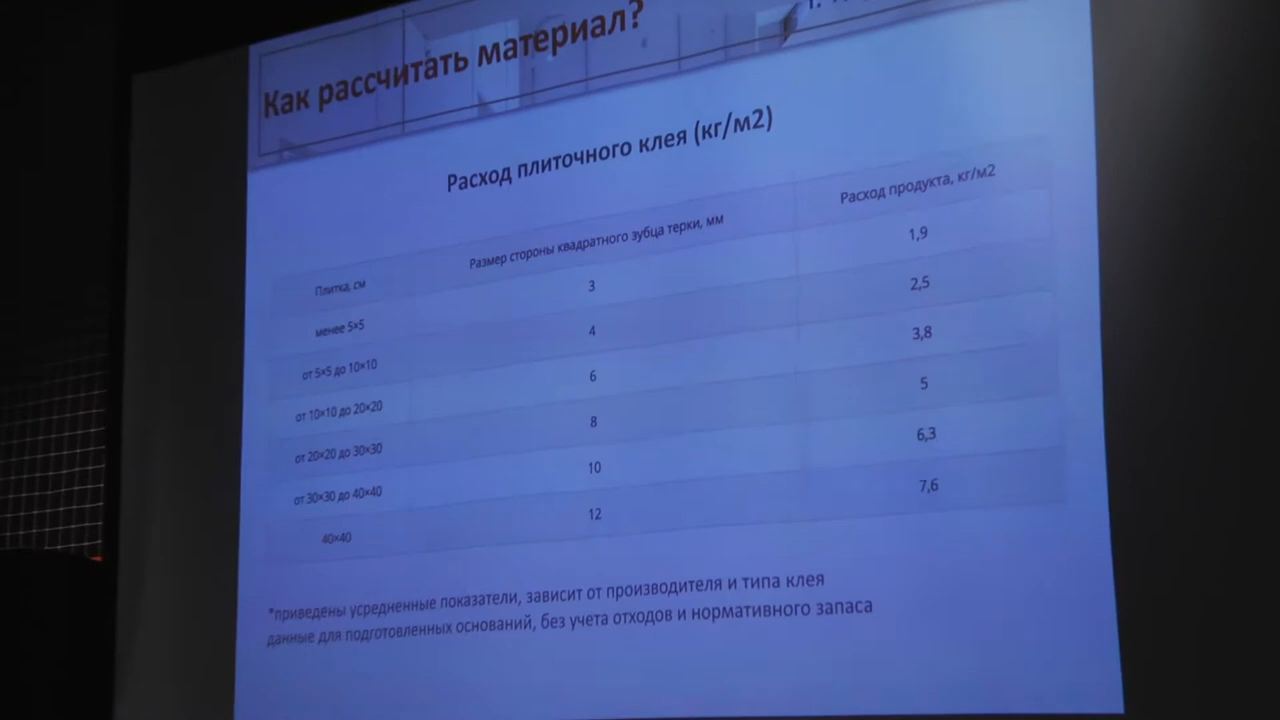 Как рассчитать материал?
Расход плиточного клея (кг/м2)
Плитка, см Размер стороны квадратного зубца терки, мм Расход продукта, кг/м2
менее 5×5 3 1,9
от 5×5 до 10×10 4 2,5
от 10×10 до 20×20 6 3,8
от 20×20 до 30×30 8 5
от 30×30 до 40×40 10 6,3
40×40 12 7,6
*приведены усредненные показатели, зависит от производителя и типа клея
данные для подготовленных оснований, без учета отходов и нормативного запаса